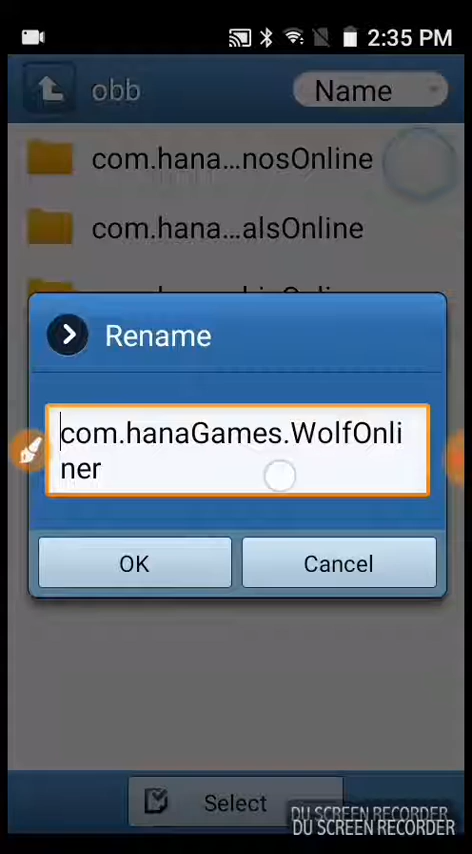 2:35 PM
obb
Name
com.hana...nosOnline
com.hana...alsOnline
Rename
com.hanaGames.WolfOnli
ner
OK
Cancel
Select
DU SCREEN RECORDER
DU SCREEN RECORDER